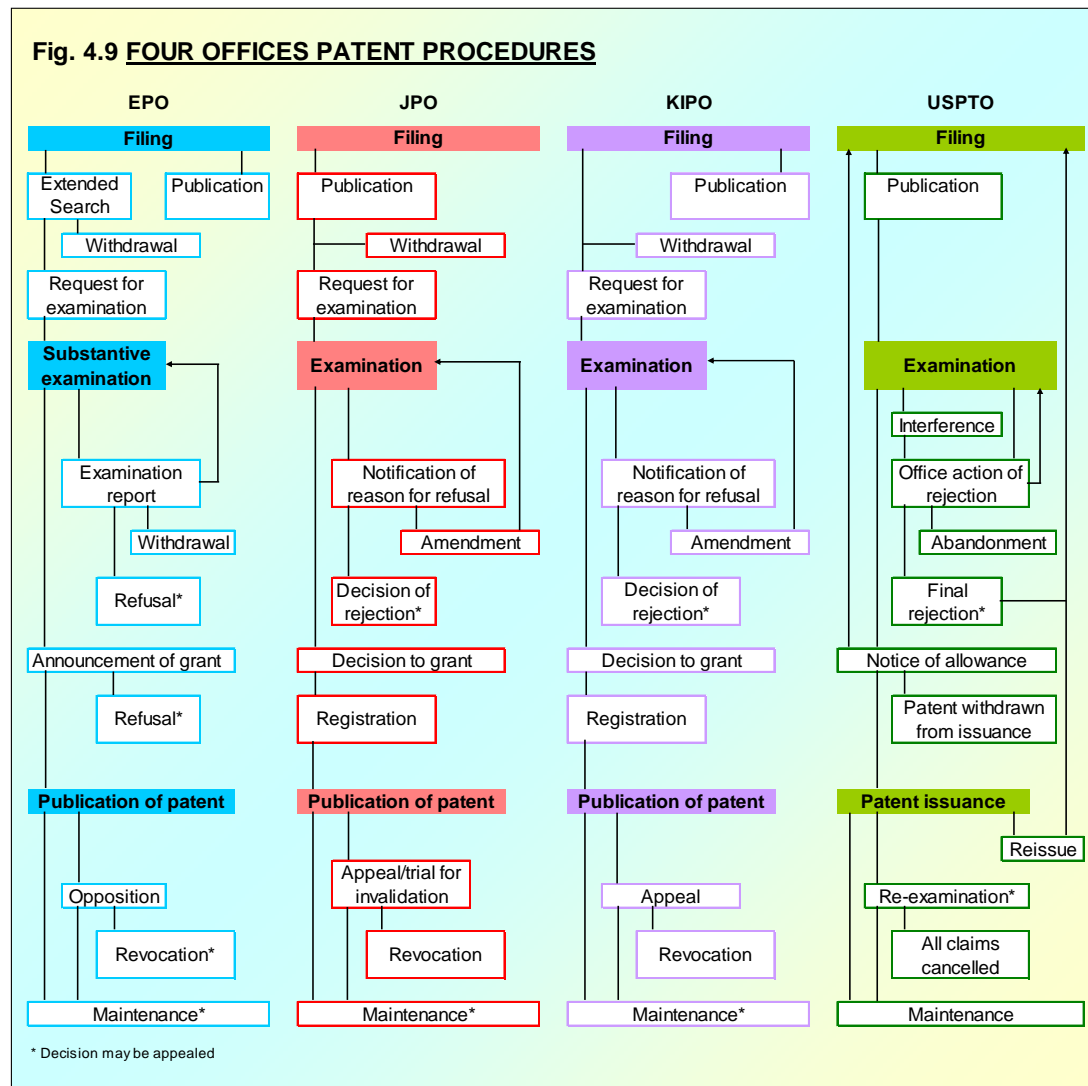 Fig. 4.9 FOUR OFFICES PATENT PROCEDURES
EPO
Filing
Extended
Search
Publication
Withdrawal
Request for
examination
Substantive
examination
Examination
report
Withdrawal
Refusal*
Announcement of grant
Refusal*
Publication of patent
Opposition
Revocation*
Maintenance*
JPO
Filing
Publication
Withdrawal
Request for
examination
Examination
Notification of
reason for refusal
Amendment
Decision of
rejection*
Decision to grant
Registration
Publication of patent
Appeal/trial for
invalidation
Revocation
Maintenance*
KIPO
Filing
Publication
Withdrawal
Request for
examination
Examination
Notification of
reason for refusal
Amendment
Decision of
rejection*
Decision to grant
Registration
Publication of patent
Appeal
Revocation
Maintenance*
USPTO
Filing
Publication
Examination
Interference
Office action of
rejection
Abandonment
Final
rejection*
Notice of allowance
Patent withdrawn
from issuance
Patent issuance
Reissue
Re-examination*
All claims
cancelled
Maintenance
* Decision may be appealed